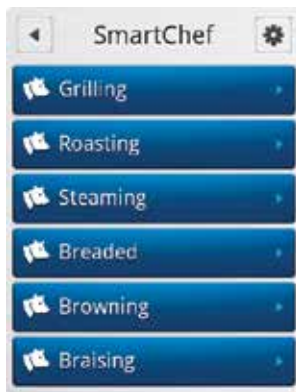 SmartChef
Grilling
Roasting
Steaming
Breaded
Browning
Braising